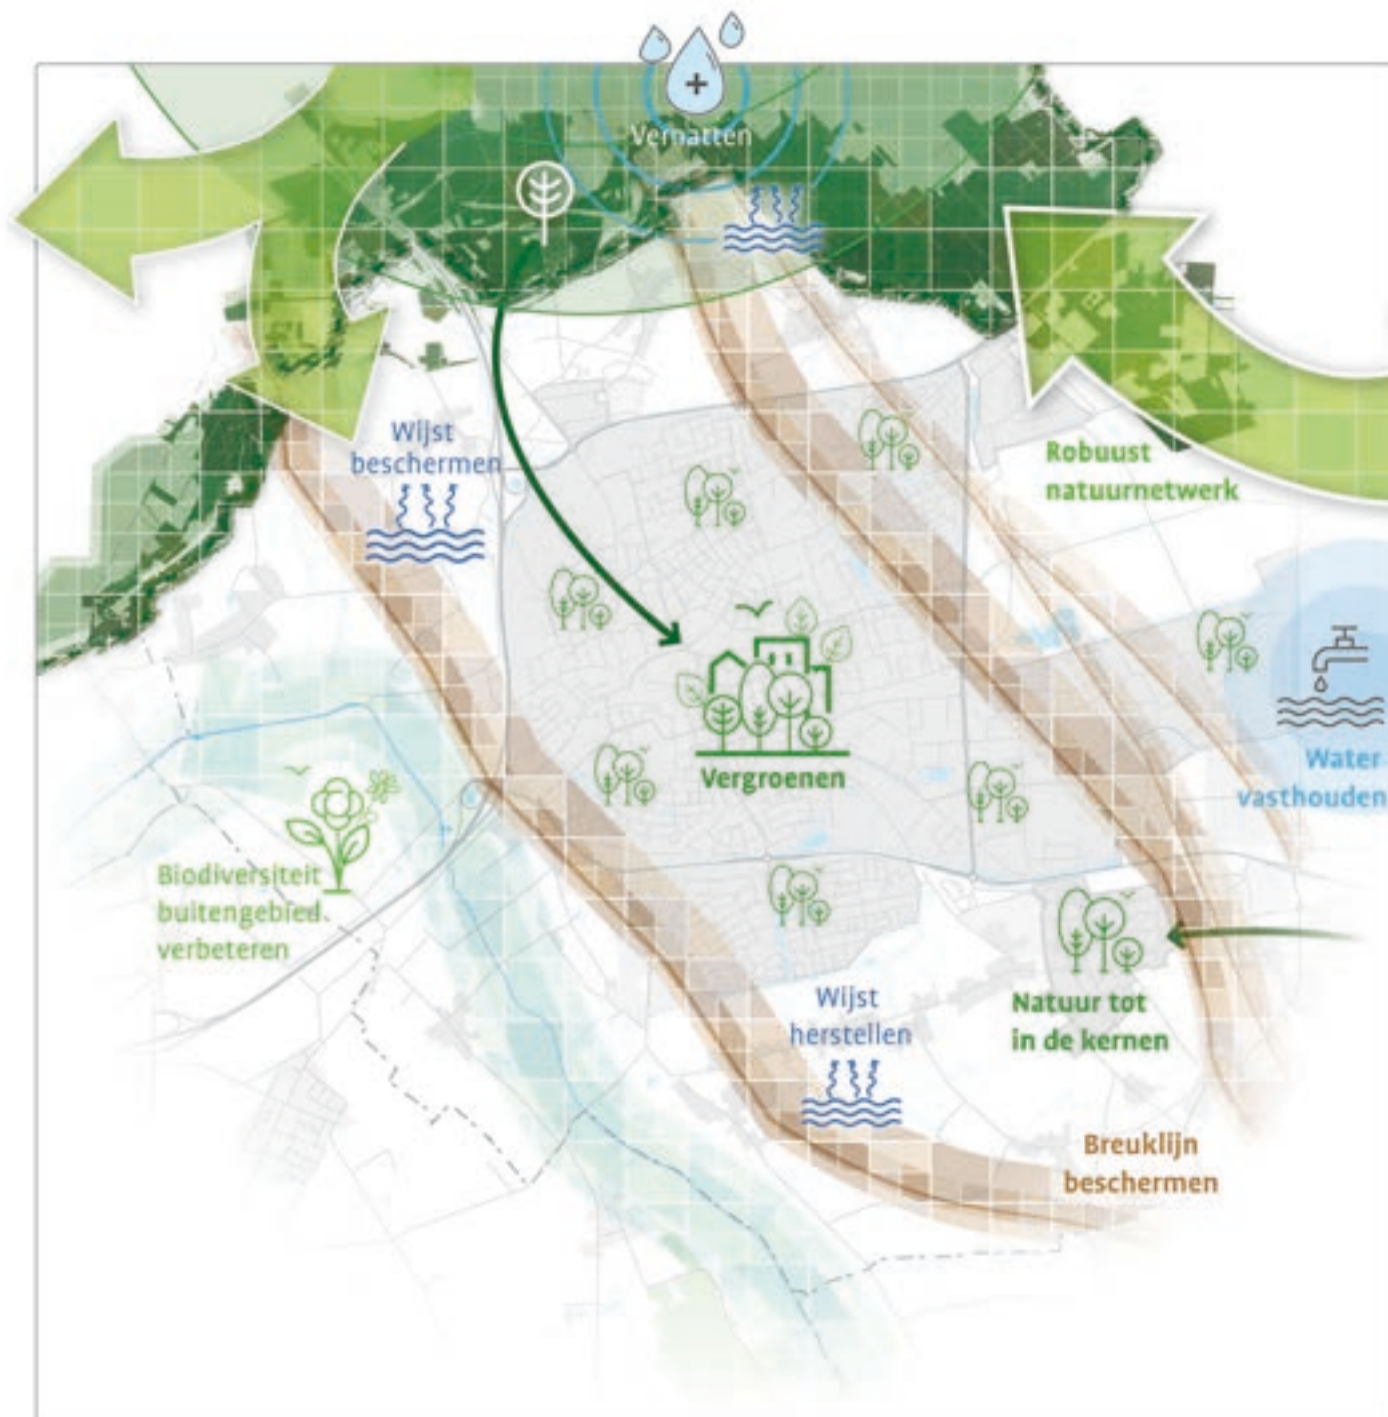 Vernatten
Wijst
beschermen
Robuust
natuurnetwerk
Vergroenen
Water
vasthouden
Biodiversiteit
buitengebied
verbeteren
Wijst
herstellen
Natuur tot
in de kernen
Breuklijn
beschermen